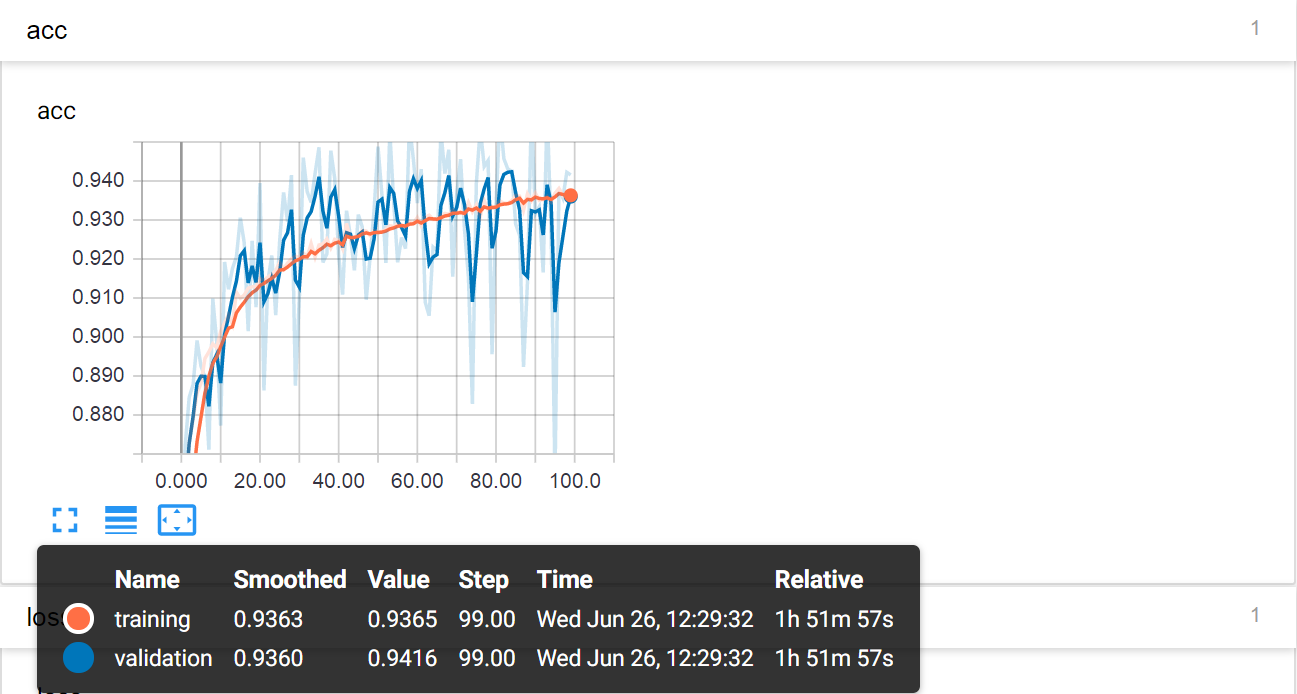 acc 1
acc
0.940
0.930
0.920
0.910
0.900
0.890
0.880
0.000 20.00 40.00 60.00 80.00 100.0
Name Smoothed Value Step Time Relative
training 0.9363 0.9365 99.00 Wed Jun 26, 12:29:32 1h 51m 57s
validation 0.9360 0.9416 99.00 Wed Jun 26, 12:29:32 1h 51m 57s
loss 1
loss